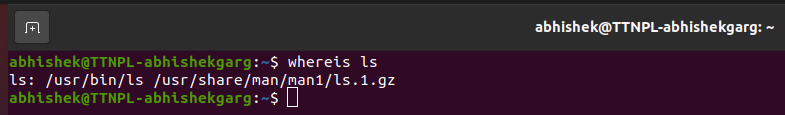 abhishek@TTNPL-abhishekgarg: ~
abhishek@TTNPL-abhishekgarg:~$ whereis ls
ls: /usr/bin/ls /usr/share/man/man1/ls.1.gz
abhishek@TTNPL-abhishekgarg:~$